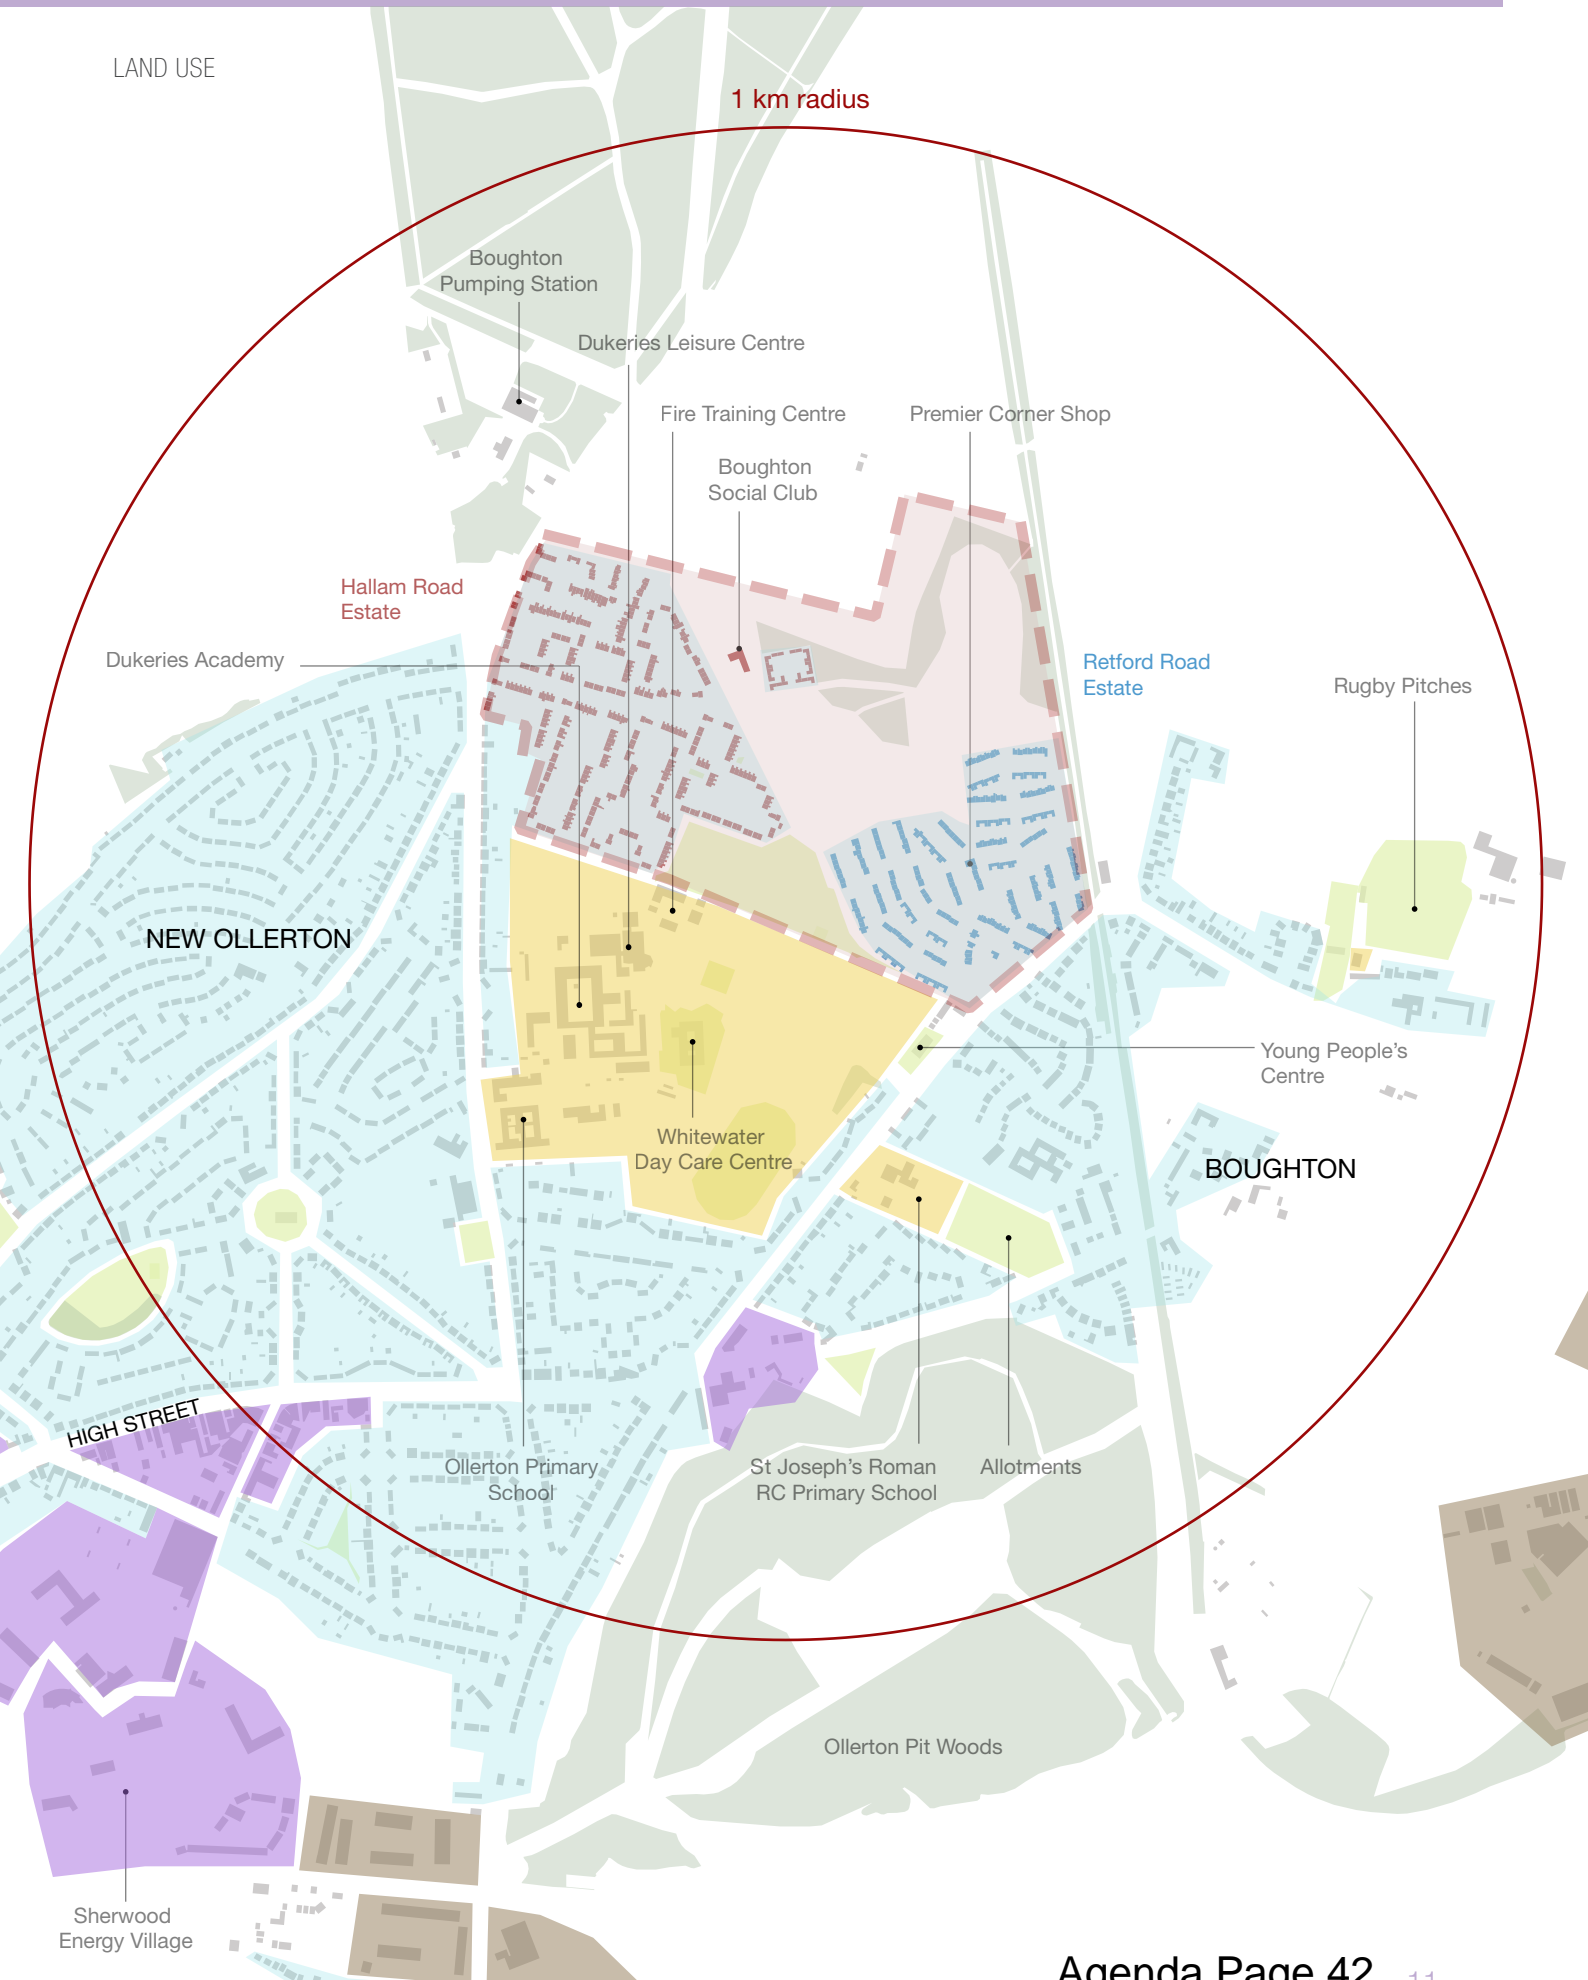 LAND USE
1 km radius
Boughton
Pumping Station
Dukeries Leisure Centre
Fire Training Centre
Premier Corner Shop
Boughton
Social Club
Hallam Road
Estate
Dukeries Academy
Retford Road
Estate
Rugby Pitches
NEW OLLERTON
Young People's
Centre
Whitewater
Day Care Centre
BOUGHTON
HIGH STREET
Ollerton Primary
School
St Joseph's Roman
RC Primary School
Allotments
Ollerton Pit Woods
Sherwood
Energy Village
Agenda Page 42
11